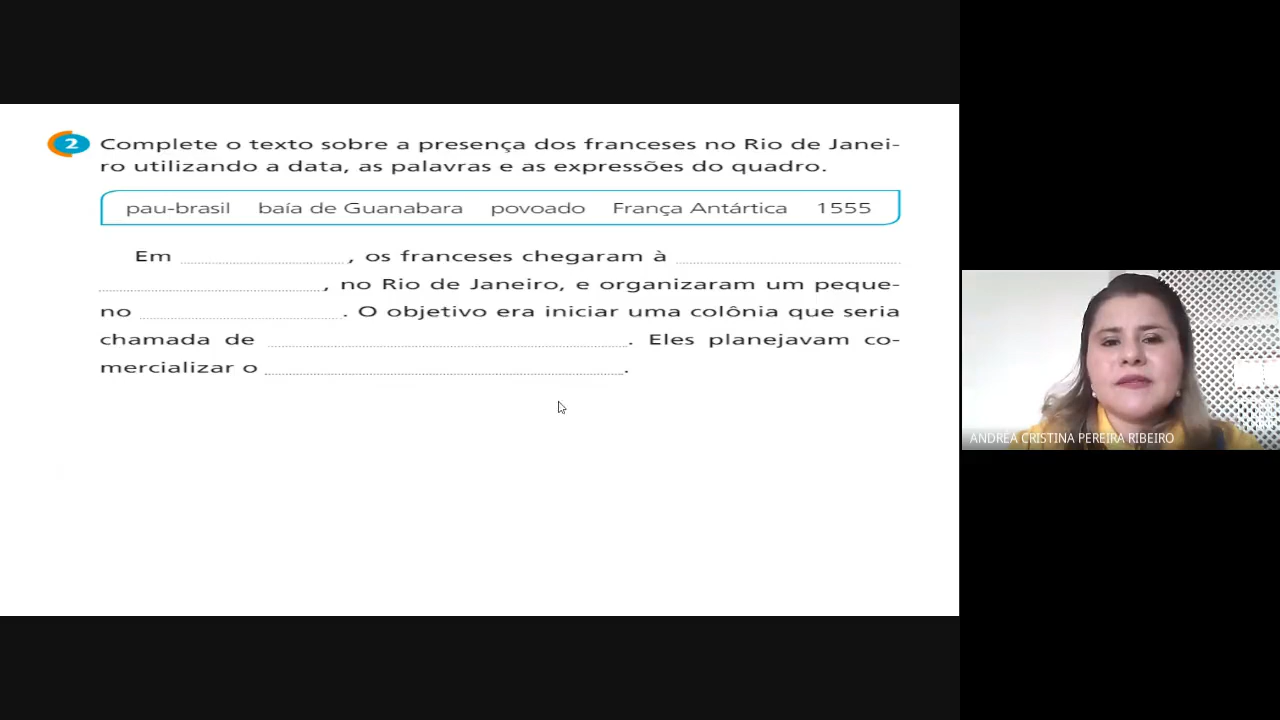 2 Complete o texto sobre a presença dos franceses no Rio de Janei-
ro utilizando a data, as palavras e as expressões do quadro.
pau-brasil baía de Guanabara povoado França Antártica 1555
Em ........................, os franceses chegaram à ........................
........................, no Rio de Janeiro, e organizaram um peque-
no ......................... O objetivo era iniciar uma colônia que seria
chamada de ......................... Eles planejavam co-
mercializar o .........................
ANDRÉA CRISTINA PEREIRA RIBEIRO